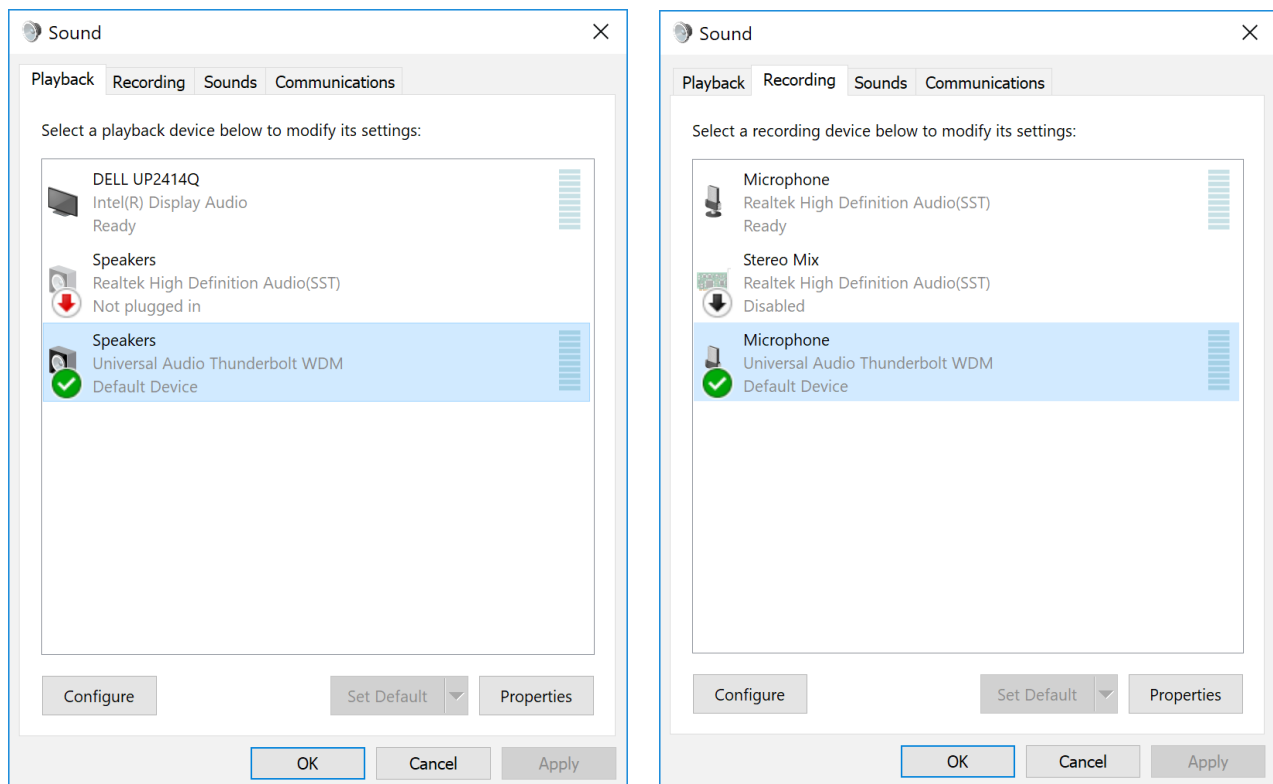 Sound
Playback Recording Sounds Communications
Select a playback device below to modify its settings:
DELL UP2414Q
Intel(R) Display Audio
Ready
Speakers
Realtek High Definition Audio(SST)
Not plugged in
Speakers
Universal Audio Thunderbolt WDM
Default Device
Configure Set Default Properties
OK Cancel Apply
Sound
Playback Recording Sounds Communications
Select a recording device below to modify its settings:
Microphone
Realtek High Definition Audio(SST)
Ready
Stereo Mix
Realtek High Definition Audio(SST)
Disabled
Microphone
Universal Audio Thunderbolt WDM
Default Device
Configure Set Default Properties
OK Cancel Apply